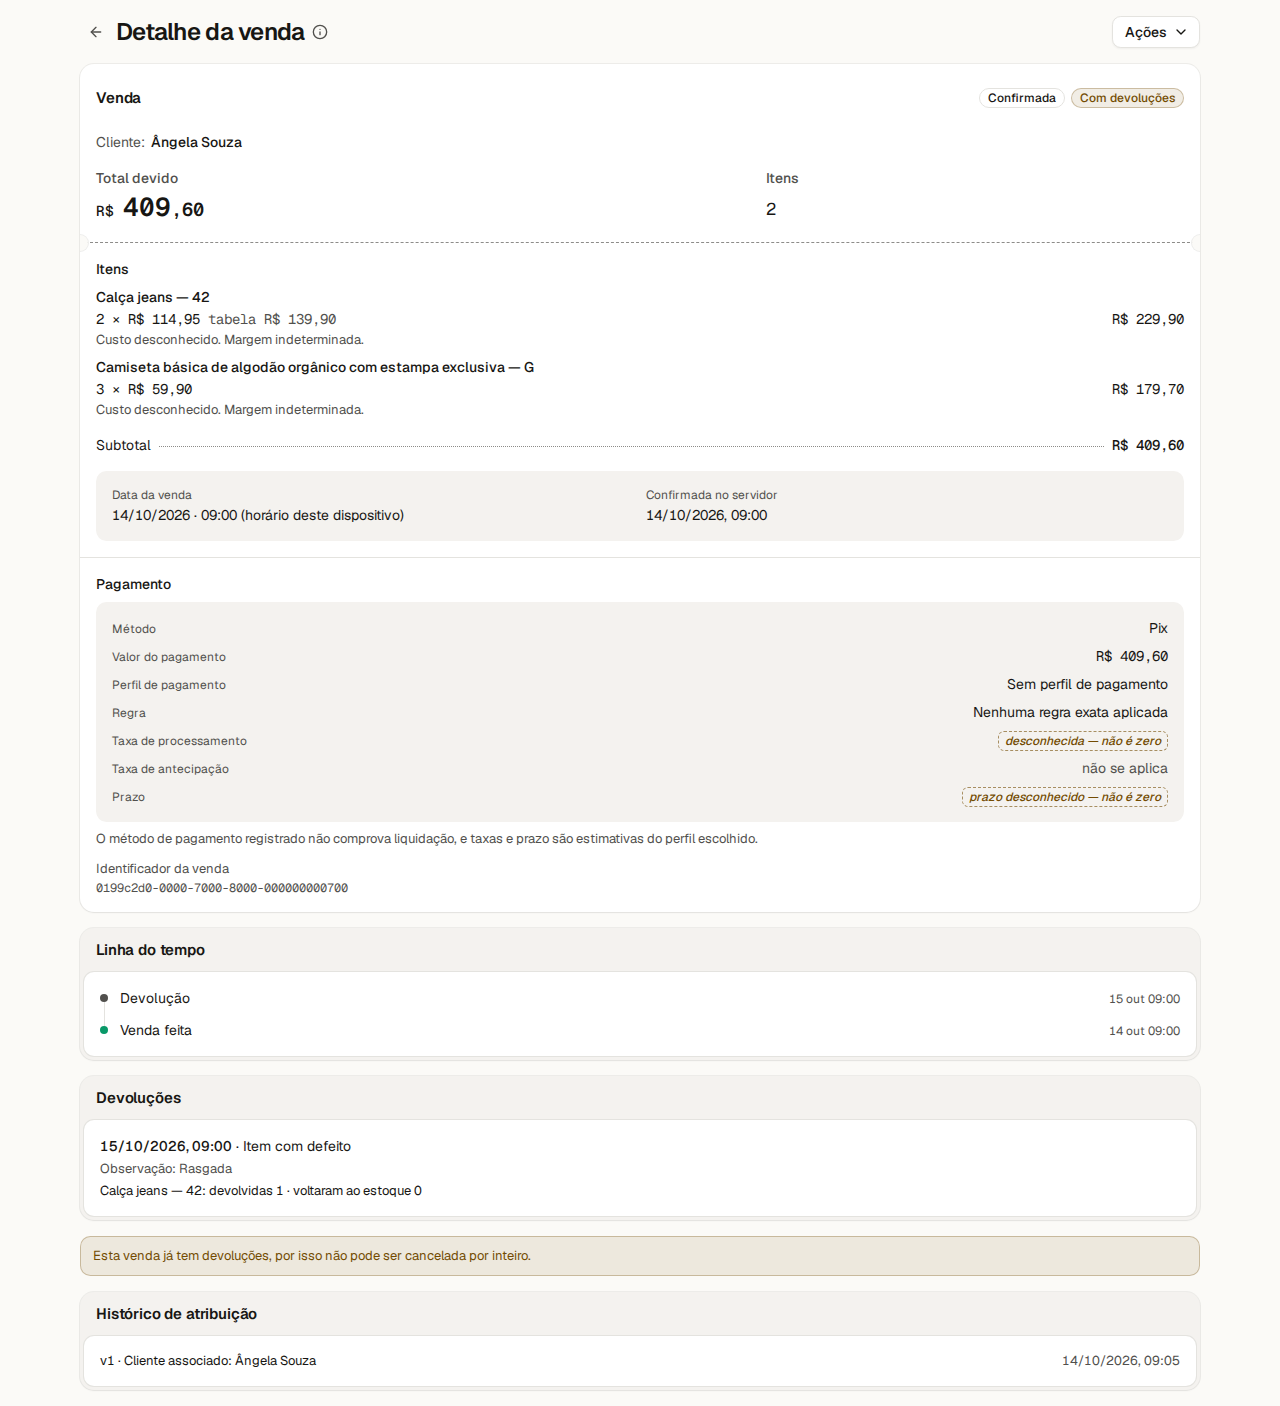 Detalhe da venda
Ações
Venda
Confirmada
Com devoluções
Cliente: Ângela Souza
Total devido
Itens
R$ 409,60
2
Itens
Calça jeans — 42
2 × R$ 114,95 tabela R$ 139,90
R$ 229,90
Custo desconhecido. Margem indeterminada.
Camiseta básica de algodão orgânico com estampa exclusiva — G
3 × R$ 59,90
R$ 179,70
Custo desconhecido. Margem indeterminada.
Subtotal
R$ 409,60
Data da venda
Confirmada no servidor
14/10/2026 · 09:00 (horário deste dispositivo)
14/10/2026, 09:00
Pagamento
Método
Pix
Valor do pagamento
R$ 409,60
Perfil de pagamento
Sem perfil de pagamento
Regra
Nenhuma regra exata aplicada
Taxa de processamento
desconhecida — não é zero
Taxa de antecipação
não se aplica
Prazo
prazo desconhecido — não é zero
O método de pagamento registrado não comprova liquidação, e taxas e prazo são estimativas do perfil escolhido.
Identificador da venda
0199c2d0-0000-7000-8000-000000000700
Linha do tempo
Devolução
15 out 09:00
Venda feita
14 out 09:00
Devoluções
15/10/2026, 09:00 · Item com defeito
Observação: Rasgada
Calça jeans — 42: devolvidas 1 · voltaram ao estoque 0
Esta venda já tem devoluções, por isso não pode ser cancelada por inteiro.
Histórico de atribuição
v1 · Cliente associado: Ângela Souza
14/10/2026, 09:05